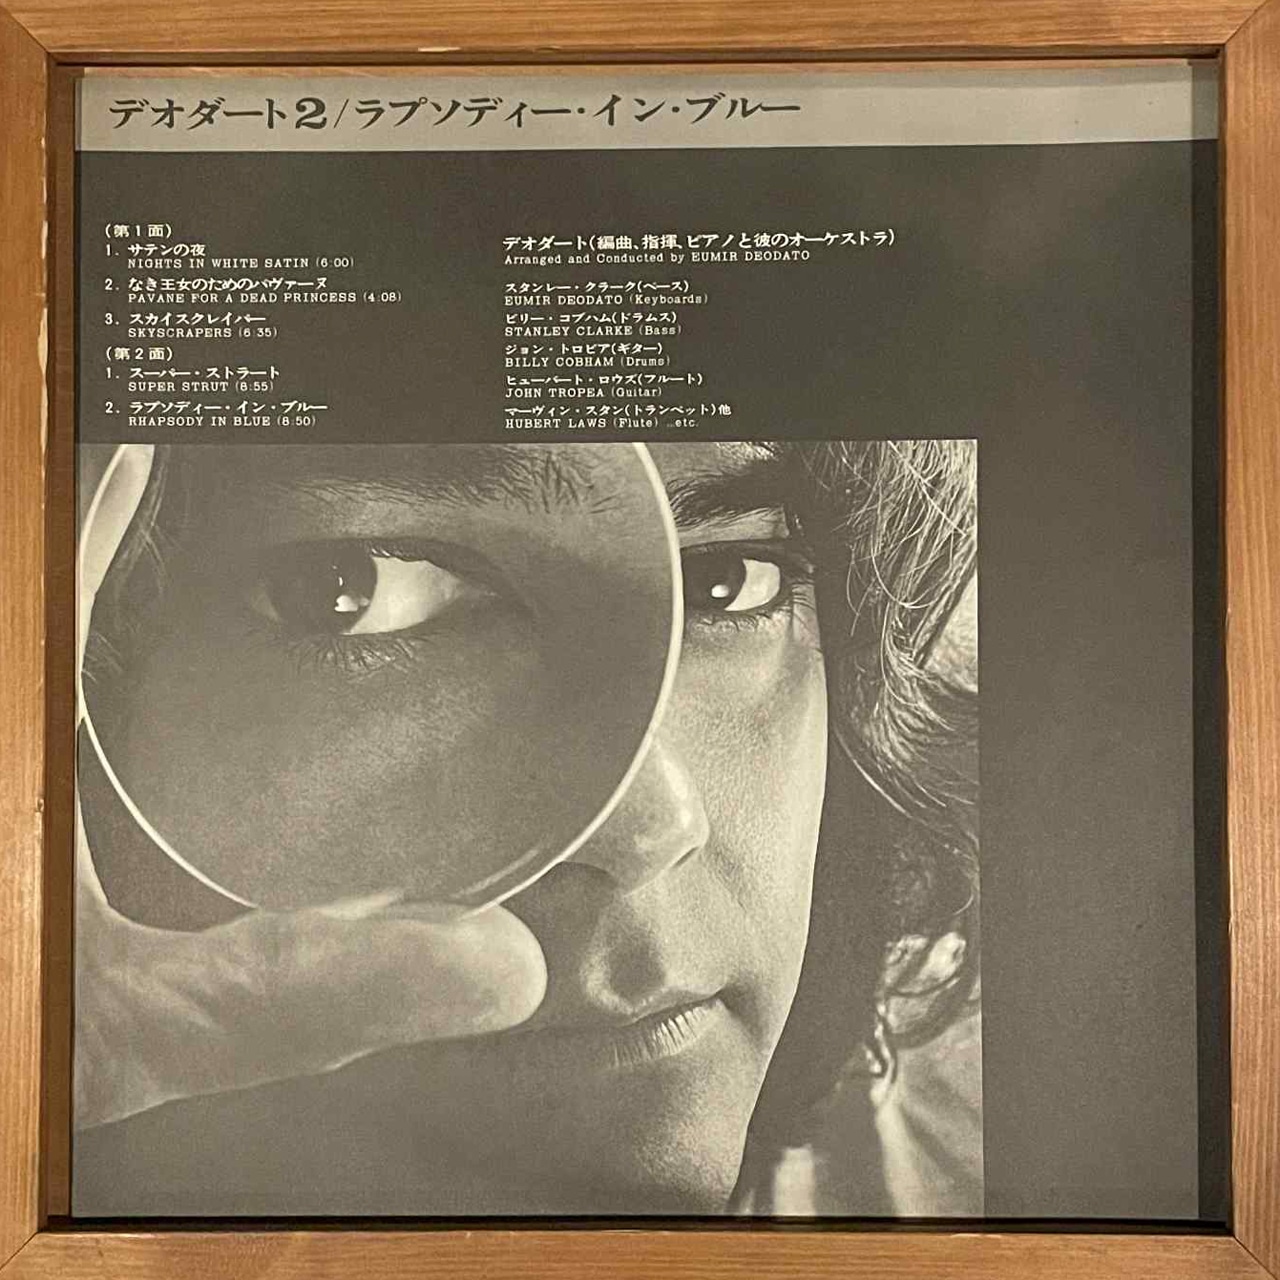 デオダート2/ラプソディー・イン・ブルー
(第1面)
1. サテンの夜
NIGHTS IN WHITE SATIN (6:00)
2. なき王女のためのパヴァーヌ
PAVANE FOR A DEAD PRINCESS (4:08)
3. スカイスクレイパー
SKYSCRAPERS (6:35)
(第2面)
1. スーパー・ストラート
SUPER STRUT (8:55)
2. ラプソディー・イン・ブルー
RHAPSODY IN BLUE (8:50)
デオダート(編曲、指揮、ピアノと彼のオーケストラ)
Arranged and Conducted by EUMIR DEODATO
スタンレー・クラーク(ベース)
EUMIR DEODATO (Keyboards)
ビリー・コブハム(ドラムス)
STANLEY CLARKE (Bass)
ジョン・トロピア(ギター)
BILLY COBHAM (Drums)
ヒューバート・ロウズ(フルート)
JOHN TROPEA (Guitar)
マーヴィン・スタン(トランペット)他
HUBERT LAWS (Flute) ...etc.